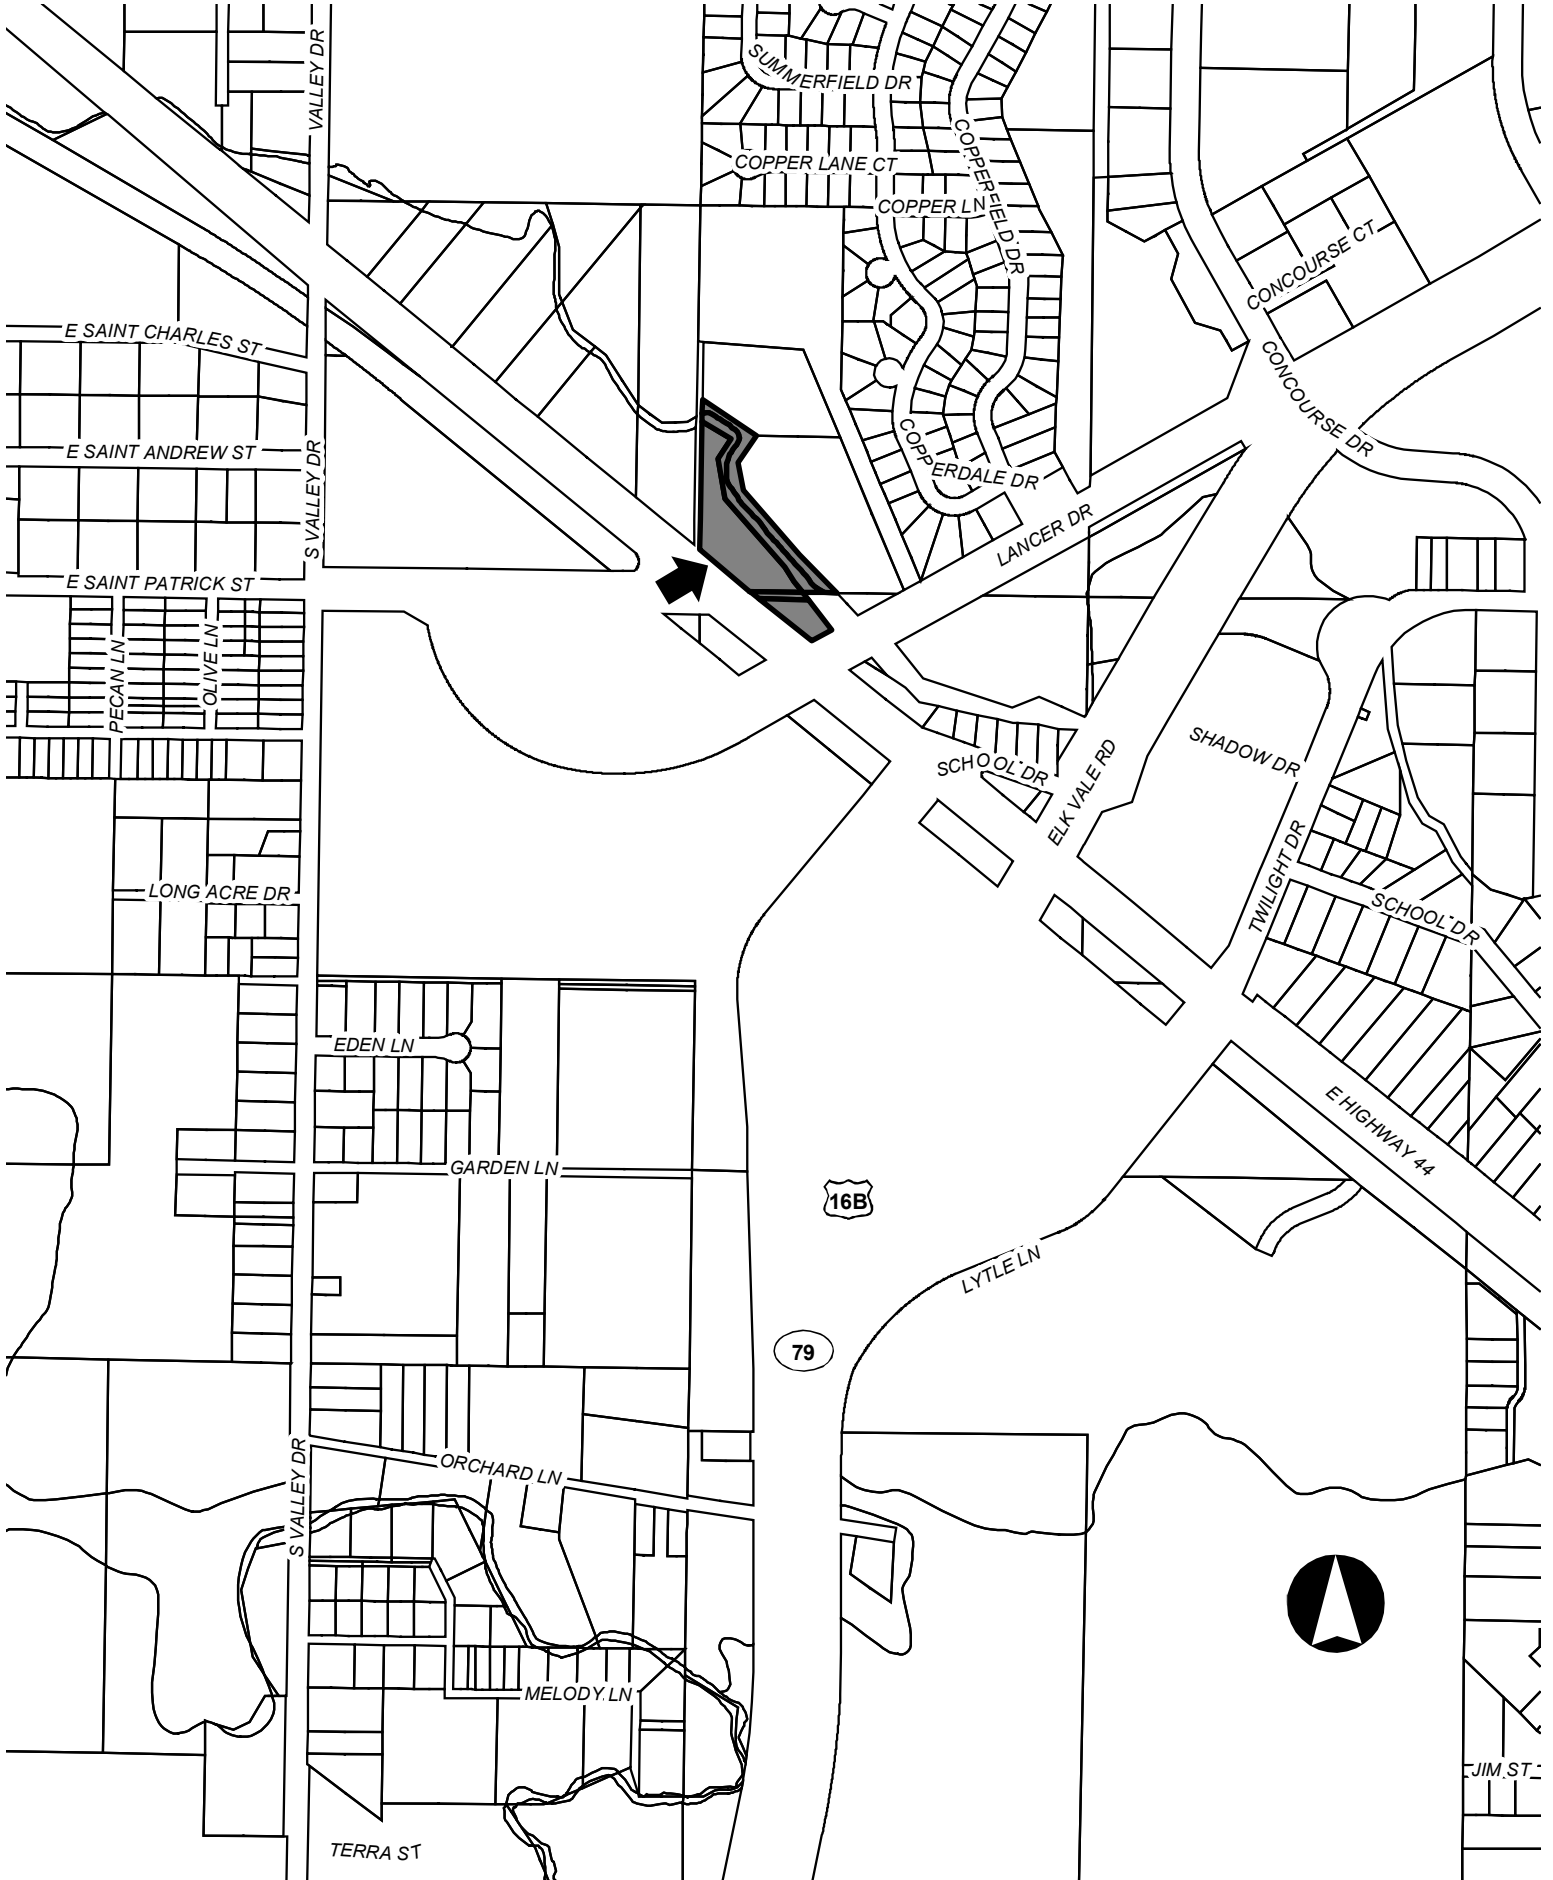 VALLEY DR
SUMMERFIELD DR
COPPERFIELD DR
COPPER LANE CT
COPPER LN
CONCOURSE CT
E SAINT CHARLES ST
CONCOURSE DR
E SAINT ANDREW ST
S VALLEY DR
COPPERDALE DR
LANCER DR
E SAINT PATRICK ST
PECAN LN
OLIVE LN
SCHOOL DR
ELK VALE RD
SHADOW DR
TWILIGHT DR
LONG ACRE DR
SCHOOL DR
EDEN LN
E HIGHWAY 44
GARDEN LN
16B
LYTLE LN
79
S VALLEY DR
ORCHARD LN
MELODY LN
JIM ST
TERRA ST